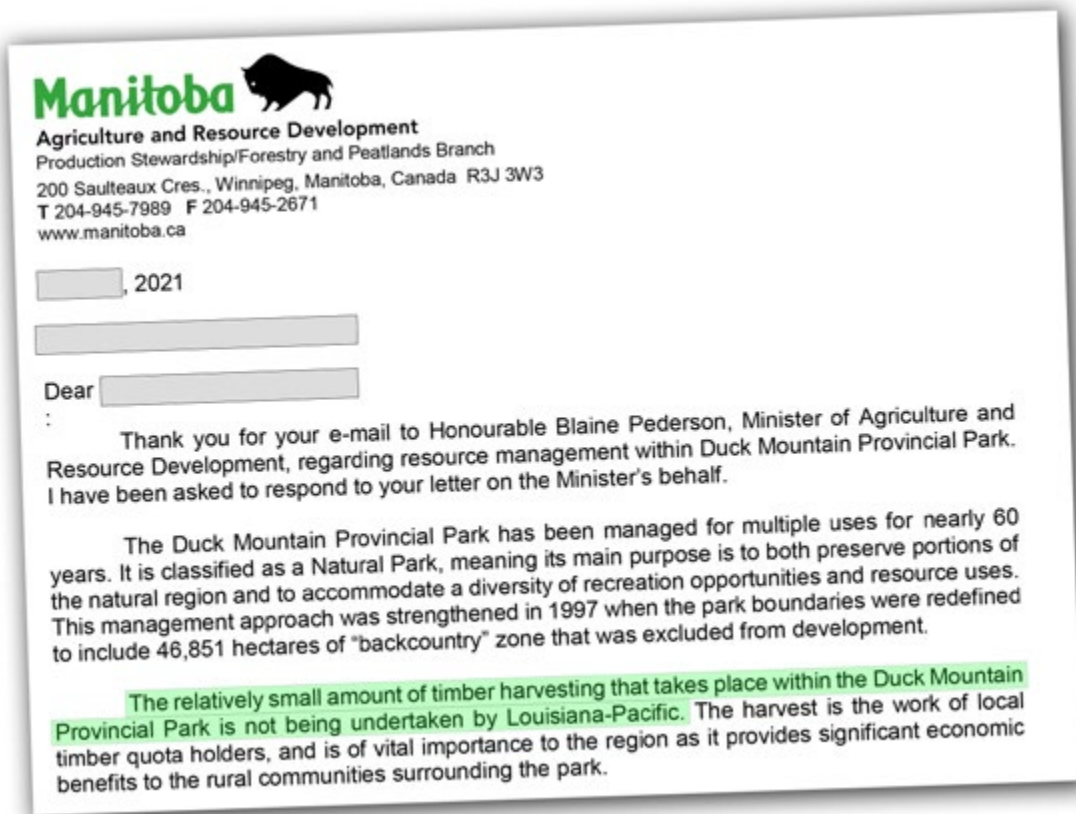 Manitoba
Agriculture and Resource Development
Production Stewardship/Forestry and Peatlands Branch
200 Saulteaux Cres., Winnipeg, Manitoba, Canada R3J 3W3
T 204-945-7989 F 204-945-2671
www.manitoba.ca
, 2021
Dear
:
Thank you for your e-mail to Honourable Blaine Pederson, Minister of Agriculture and
Resource Development, regarding resource management within Duck Mountain Provincial Park.
I have been asked to respond to your letter on the Minister's behalf.
The Duck Mountain Provincial Park has been managed for multiple uses for nearly 60
years. It is classified as a Natural Park, meaning its main purpose is to both preserve portions of
the natural region and to accommodate a diversity of recreation opportunities and resource uses.
This management approach was strengthened in 1997 when the park boundaries were redefined
to include 46,851 hectares of "backcountry" zone that was excluded from development.
The relatively small amount of timber harvesting that takes place within the Duck Mountain
Provincial Park is not being undertaken by Louisiana-Pacific. The harvest is the work of local
timber quota holders, and is of vital importance to the region as it provides significant economic
benefits to the rural communities surrounding the park.